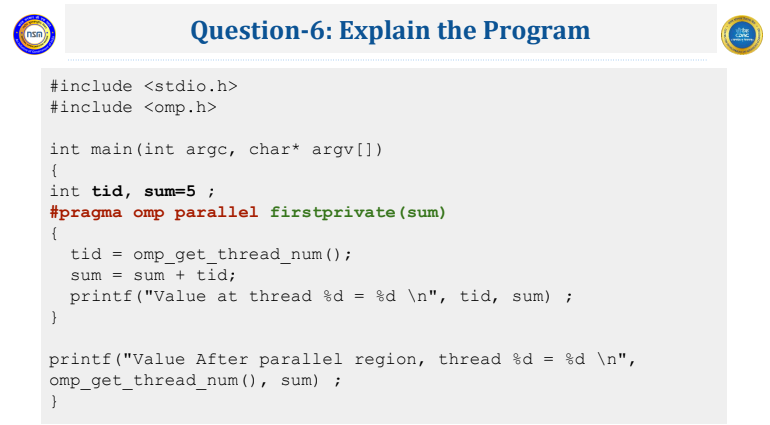 nsm
Question-6: Explain the Program
#include <stdio.h>
#include <omp.h>
int main(int argc, char* argv[])
{
int tid, sum=5 ;
#pragma omp parallel firstprivate(sum)
{
tid = omp_get_thread_num();
sum = sum + tid;
printf("Value at thread %d = %d \n", tid, sum) ;
}
printf("Value After parallel region, thread %d = %d \n",
omp_get_thread_num(), sum) ;
}